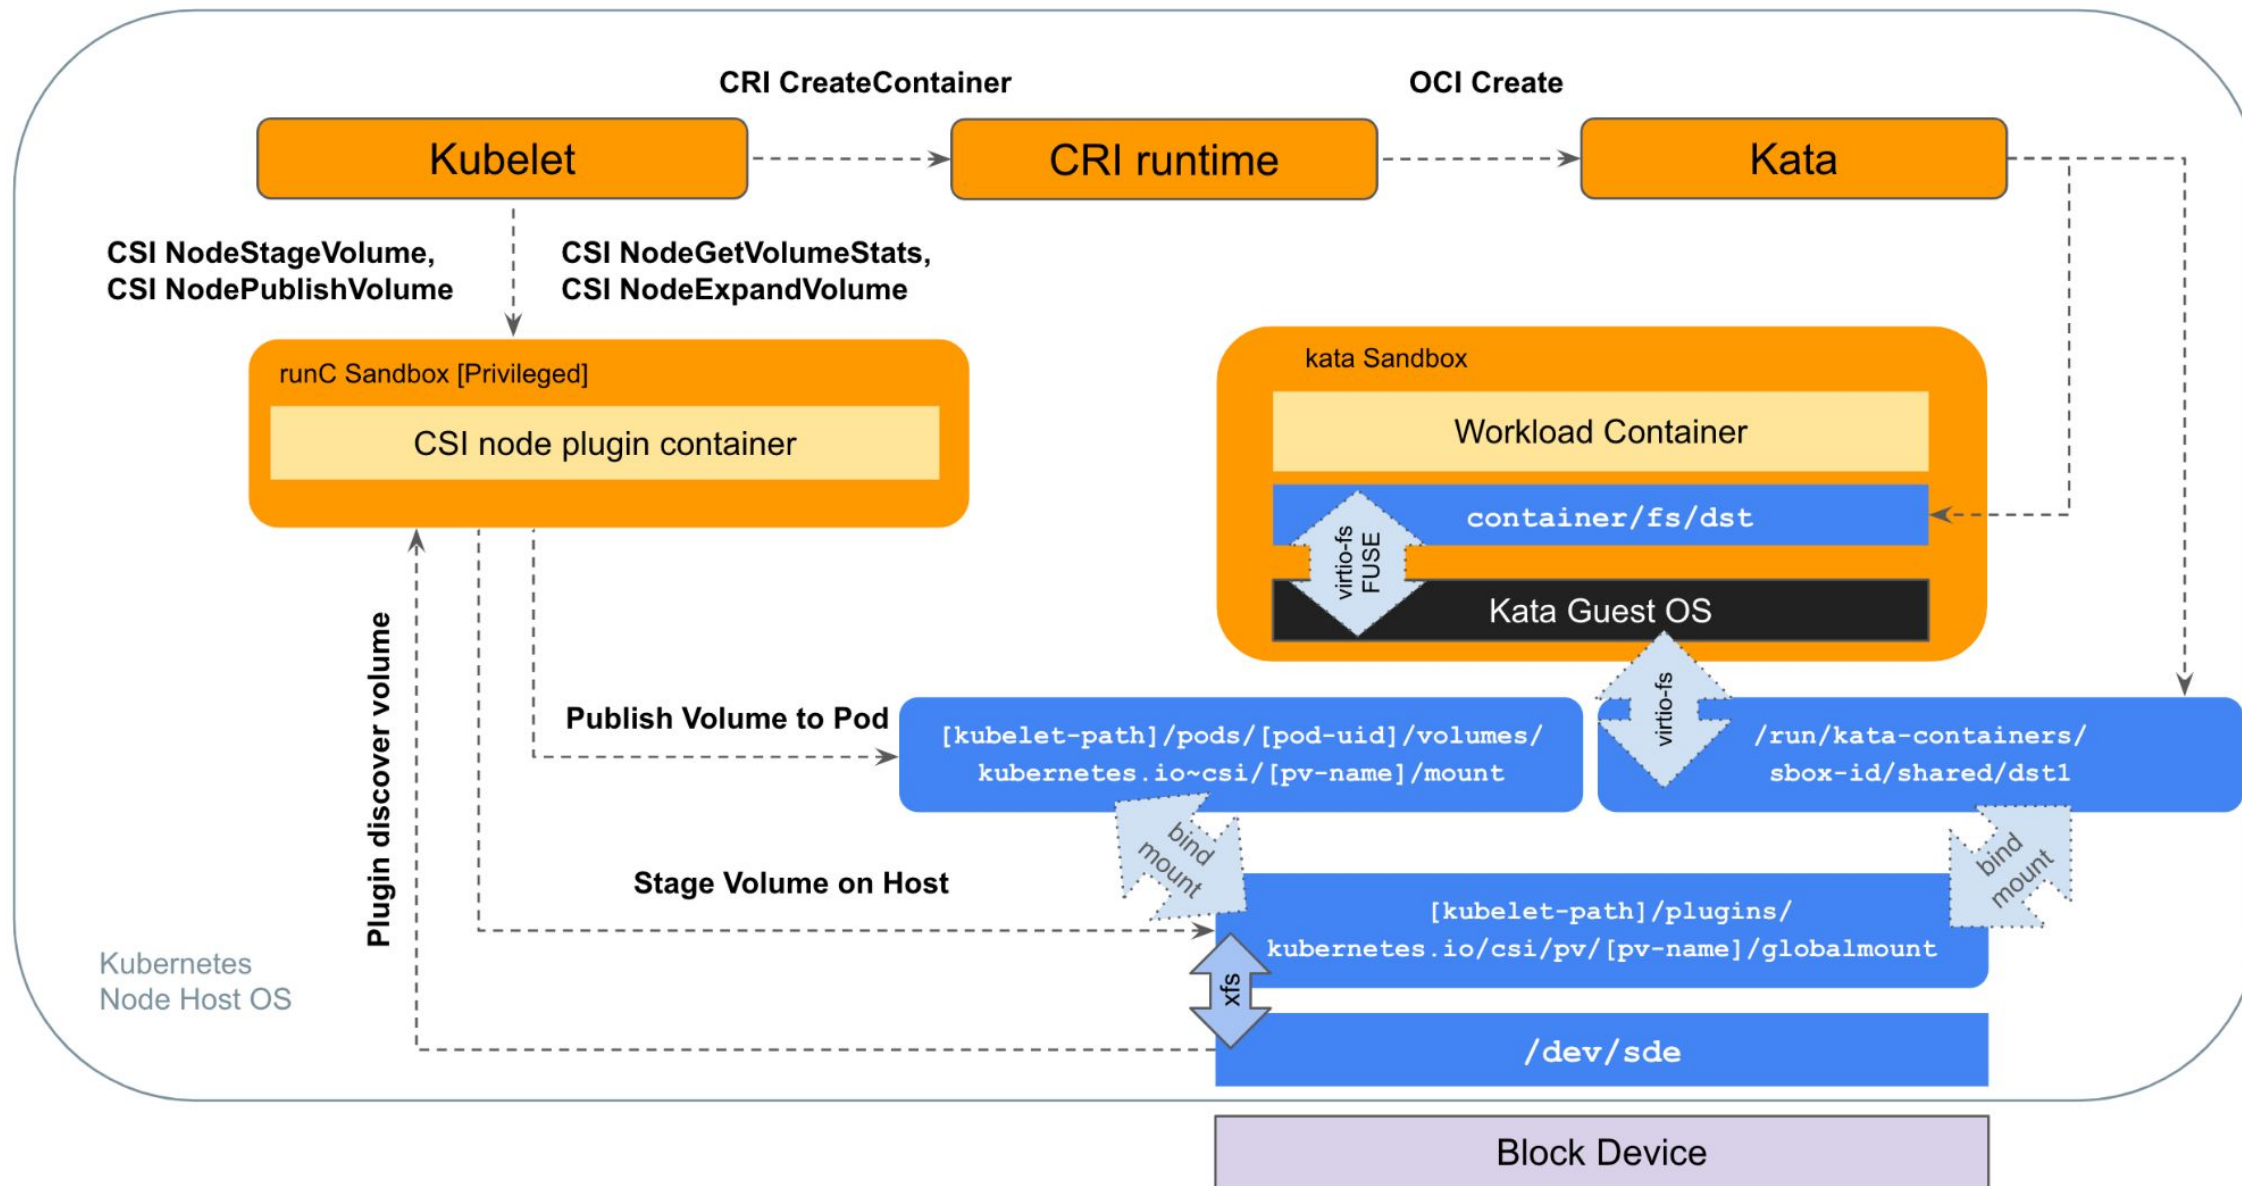 CRI CreateContainer
OCI Create
Kubelet
CRI runtime
Kata
CSI NodeStageVolume,
CSI NodePublishVolume
CSI NodeGetVolumeStats,
CSI NodeExpandVolume
runC Sandbox [Privileged]
CSI node plugin container
kata Sandbox
Workload Container
container/fs/dst
virtio-fs
FUSE
Kata Guest OS
virtio-fs
Plugin discover volume
Publish Volume to Pod
[kubelet-path]/pods/[pod-uid]/volumes/
kubernetes.io~csi/[pv-name]/mount
/run/kata-containers/
sbox-id/shared/dst1
bind
mount
bind
mount
Stage Volume on Host
[kubelet-path]/plugins/
kubernetes.io/csi/pv/[pv-name]/globalmount
xfs
Kubernetes
Node Host OS
/dev/sde
Block Device